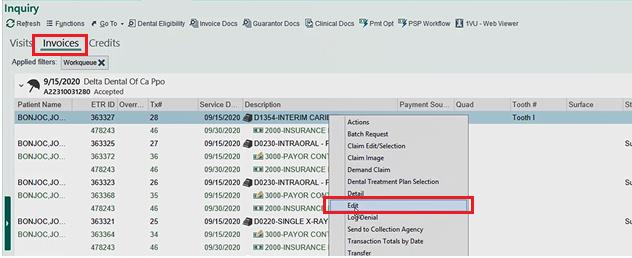 Inquiry
Refresh Functions Go To Dental Eligibility Invoice Docs Guarantor Docs Clinical Docs Pmt Opt PSP Workflow 1VU - Web Viewer
Visits Invoices Credits
Applied filters: Workqueue X
9/15/2020 Delta Dental Of Ca Ppo
A22310031280 Accepted
Patient Name ETR ID Overr... Tx# Service D... Description Payment Sou... Quad Tooth # Surface St
BONJOC,JO... 363327 28 09/15/2020 D1354-INTERIM CARIE Tooth I
478243 46 09/30/2020 2000-INSURANCE
BONJOC,JO... 363325 27 09/15/2020 D0230-INTRAORAL - P Su
363372 36 09/15/2020 3000-PAYOR CONT
478243 47 09/30/2020 2000-INSURANCE
BONJOC,JO... 363323 26 09/15/2020 D0230-INTRAORAL - P Su
363368 35 09/15/2020 3000-PAYOR CONT
478243 46 09/30/2020 2000-INSURANCE
BONJOC,JO... 363321 25 09/15/2020 D0220-SINGLE X-RAY Su
363364 34 09/15/2020 3000-PAYOR CONT
478243 46 09/30/2020 2000-INSURANCE
Actions
Batch Request
Claim Edit/Selection
Claim Image
Demand Claim
Dental Treatment Plan Selection
Detail
Edit
Log Denial
Send to Collection Agency
Transaction Totals by Date
Transfer